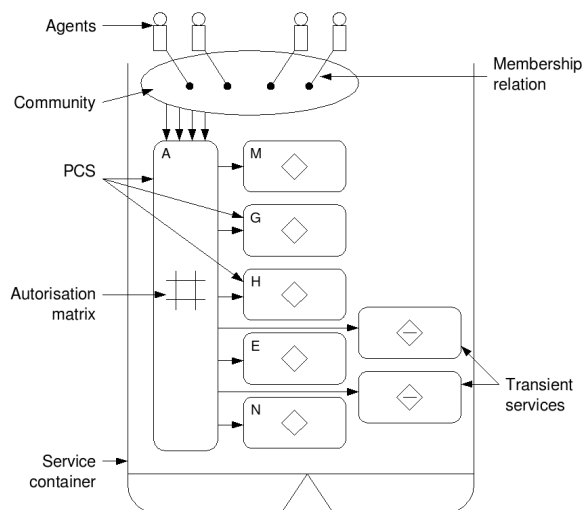 Agents
Membership
relation
Community
A
M
PCS
G
H
Autorisation
matrix
E
Transient
services
N
Service
container